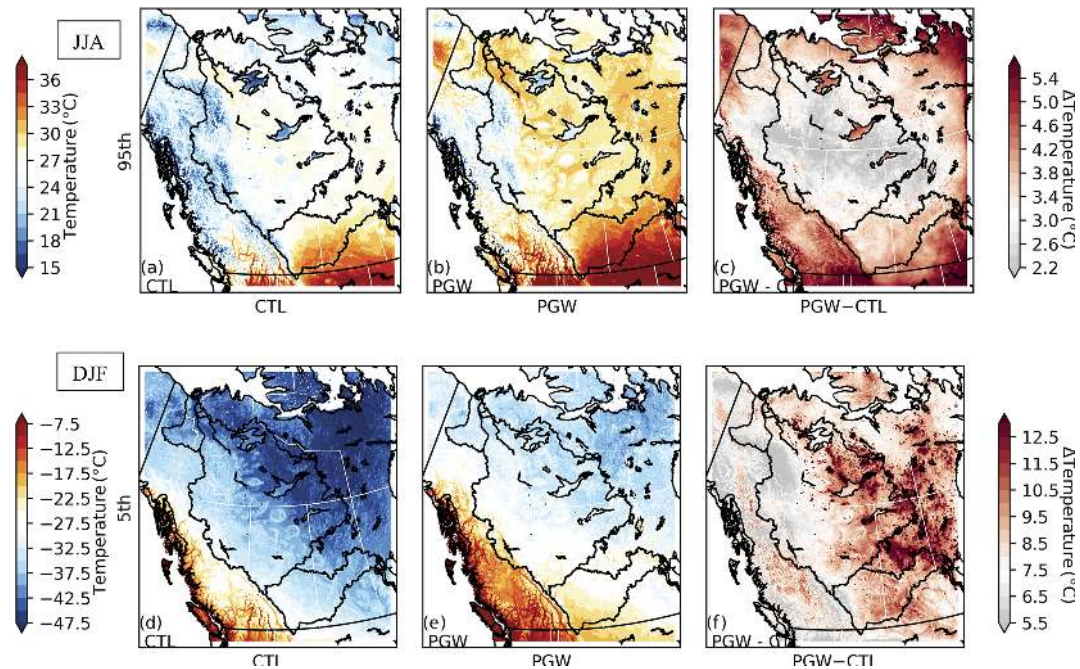 JJA
36
33
30
27
24
21
18
15
Temperature (°C)
95th
(a)
CTL
CTL
(b)
PGW
PGW
(c)
PGW - CTL
PGW−CTL
5.4
5.0
4.6
4.2
3.8
3.4
3.0
2.6
2.2
ΔTemperature (°C)
DJF
−7.5
−12.5
−17.5
−22.5
−27.5
−32.5
−37.5
−42.5
−47.5
Temperature (°C)
5th
(d)
CTL
CTL
(e)
PGW
PGW
(f)
PGW - CTL
PGW−CTL
12.5
11.5
10.5
9.5
8.5
7.5
6.5
5.5
ΔTemperature (°C)